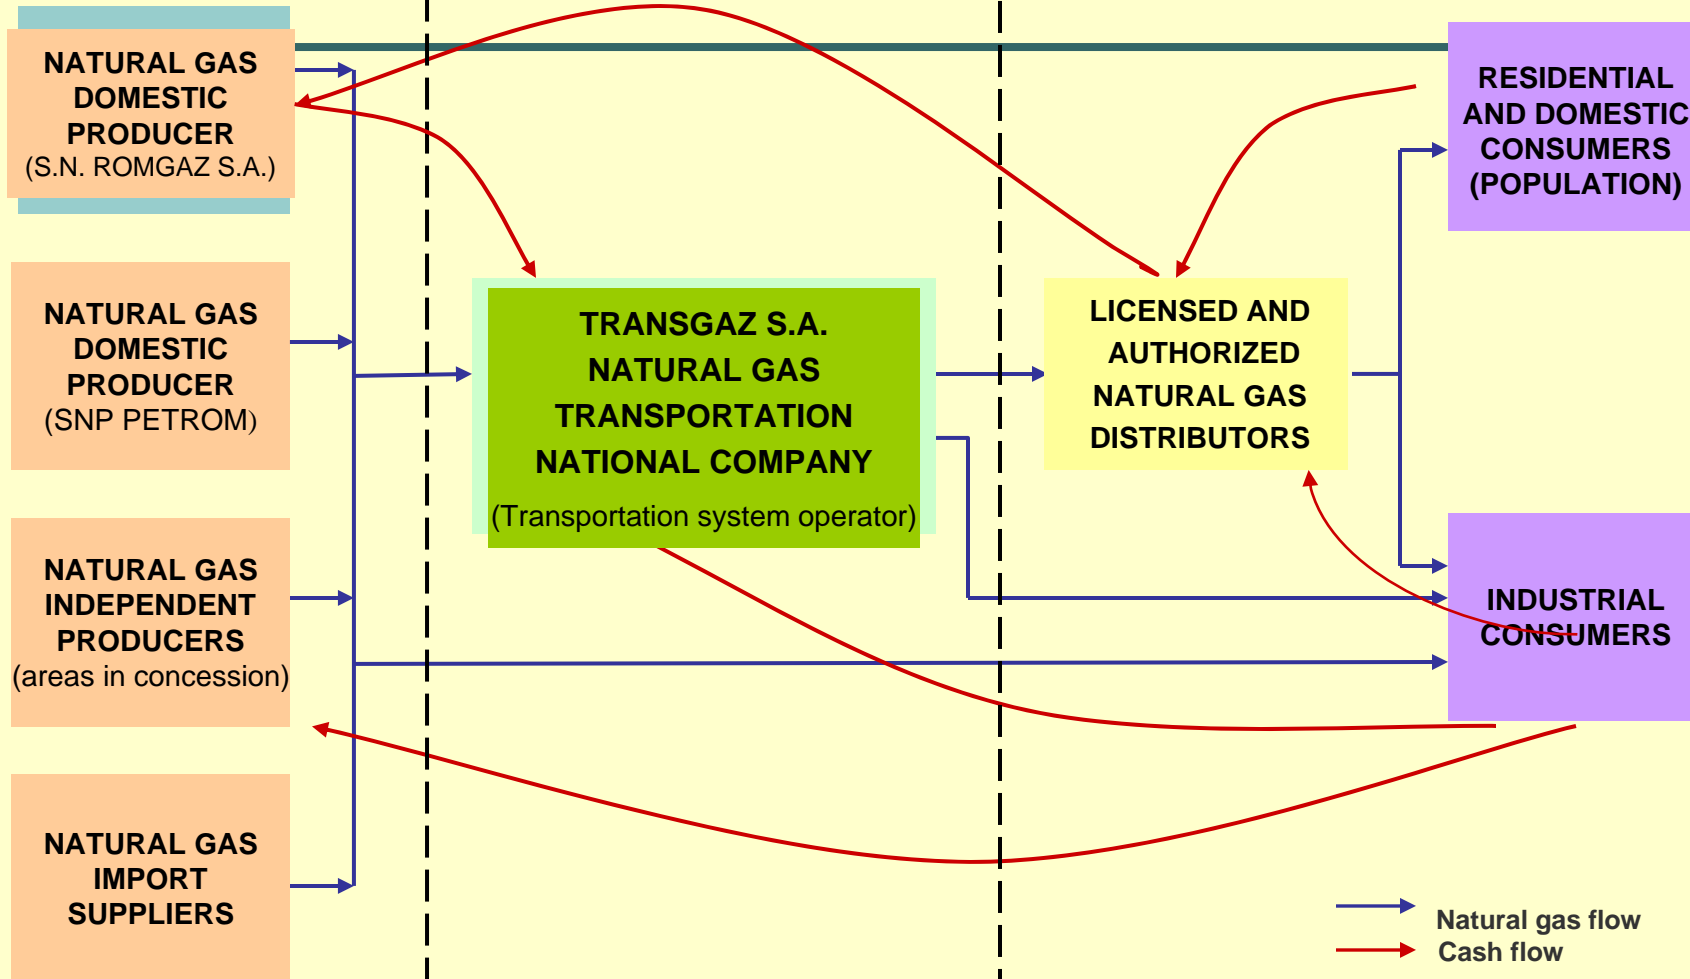 NATURAL GAS
DOMESTIC
PRODUCER
(S.N. ROMGAZ S.A.)
NATURAL GAS
DOMESTIC
PRODUCER
(SNP PETROM)
NATURAL GAS
INDEPENDENT
PRODUCERS
(areas in concession)
NATURAL GAS
IMPORT
SUPPLIERS
TRANSGAZ S.A.
NATURAL GAS
TRANSPORTATION
NATIONAL COMPANY
(Transportation system operator)
LICENSED AND
AUTHORIZED
NATURAL GAS
DISTRIBUTORS
RESIDENTIAL
AND DOMESTIC
CONSUMERS
(POPULATION)
INDUSTRIAL
CONSUMERS
Natural gas flow
Cash flow